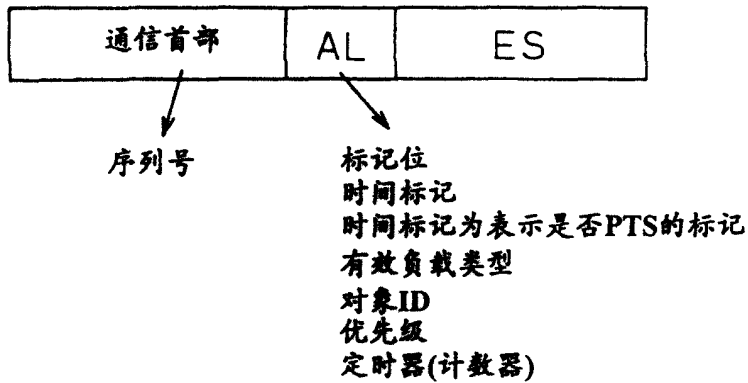 通信首部 AL ES
序列号
标记位
时间标记
时间标记为表示是否PTS的标记
有效负载类型
对象ID
优先级
定时器(计数器)